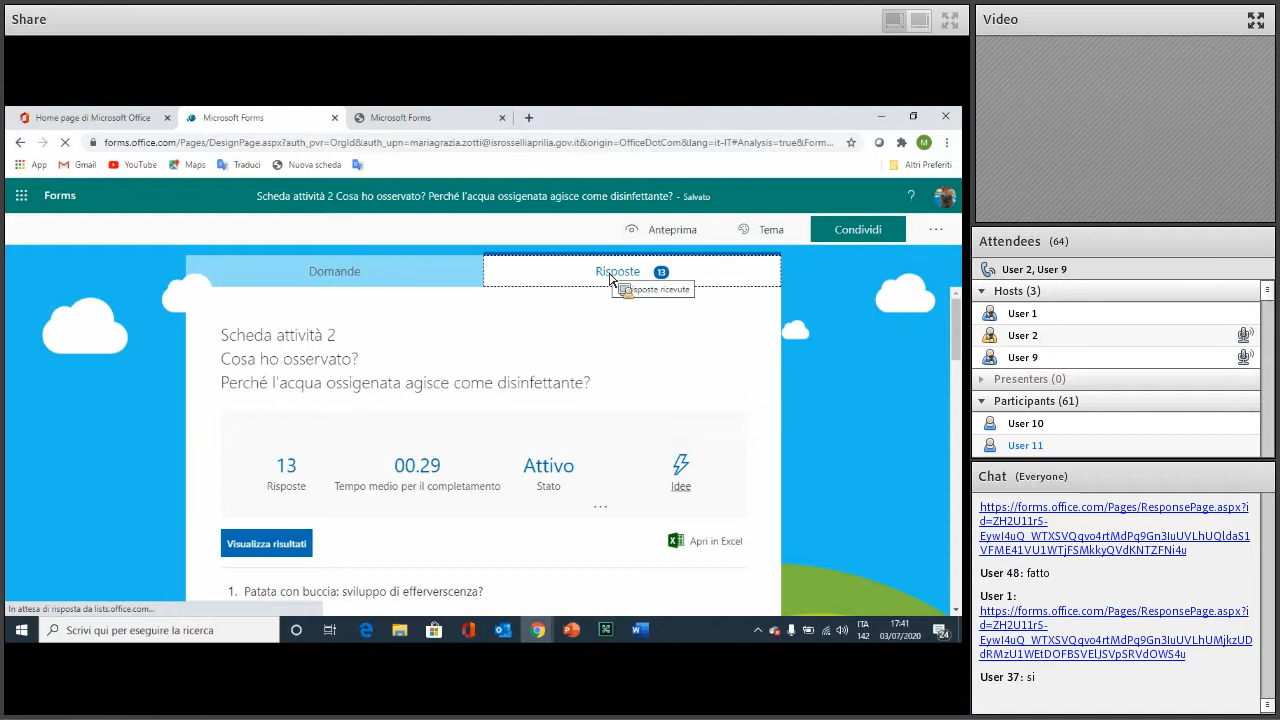 Share
Video
Home page di Microsoft Office
Microsoft Forms
Microsoft Forms
forms.office.com/Pages/DesignPage.aspx?auth_pvr=OrgId&auth_upn=mariagrazia.zotti@isrosselliaprilia.gov.it&origin=OfficeDotCom&lang=it-IT#Analysis=true&Form...
M
App
Gmail
YouTube
Maps
Traduci
Nuova scheda
Altri Preferiti
Forms
Scheda attività 2 Cosa ho osservato? Perché l'acqua ossigenata agisce come disinfettante? - Salvato
?
Anteprima
Tema
Condividi
Domande
Risposte 13
risposte ricevute
Scheda attività 2
Cosa ho osservato?
Perché l'acqua ossigenata agisce come disinfettante?
13
Risposte
00.29
Tempo medio per il completamento
Attivo
Stato
Idee
Visualizza risultati
Apri in Excel
1. Patata con buccia: sviluppo di efferverscenza?
In attesa di risposta da lists.office.com...
Scrivi qui per eseguire la ricerca
ITA
142
17:41
03/07/2020
24
Attendees (64)
User 2, User 9
Hosts (3)
User 1
User 2
User 9
Presenters (0)
Participants (61)
User 10
User 11
Chat (Everyone)
https://forms.office.com/Pages/ResponsePage.aspx?i
d=ZH2U11r5-
EywI4uQ_WTXSVQqvo4rtMdPq9Gn3IuUVLhUQldaS1
VFME41VU1WTjFSMkkyQVdKNTZFNi4u
User 48: fatto
User 1:
https://forms.office.com/Pages/ResponsePage.aspx?i
d=ZH2U11r5-
EywI4uQ_WTXSVQqvo4rtMdPq9Gn3IuUVLhUMjkzUD
dRMzU1WEtDOFBSVElJSVpSRVdOWS4u
User 37: si